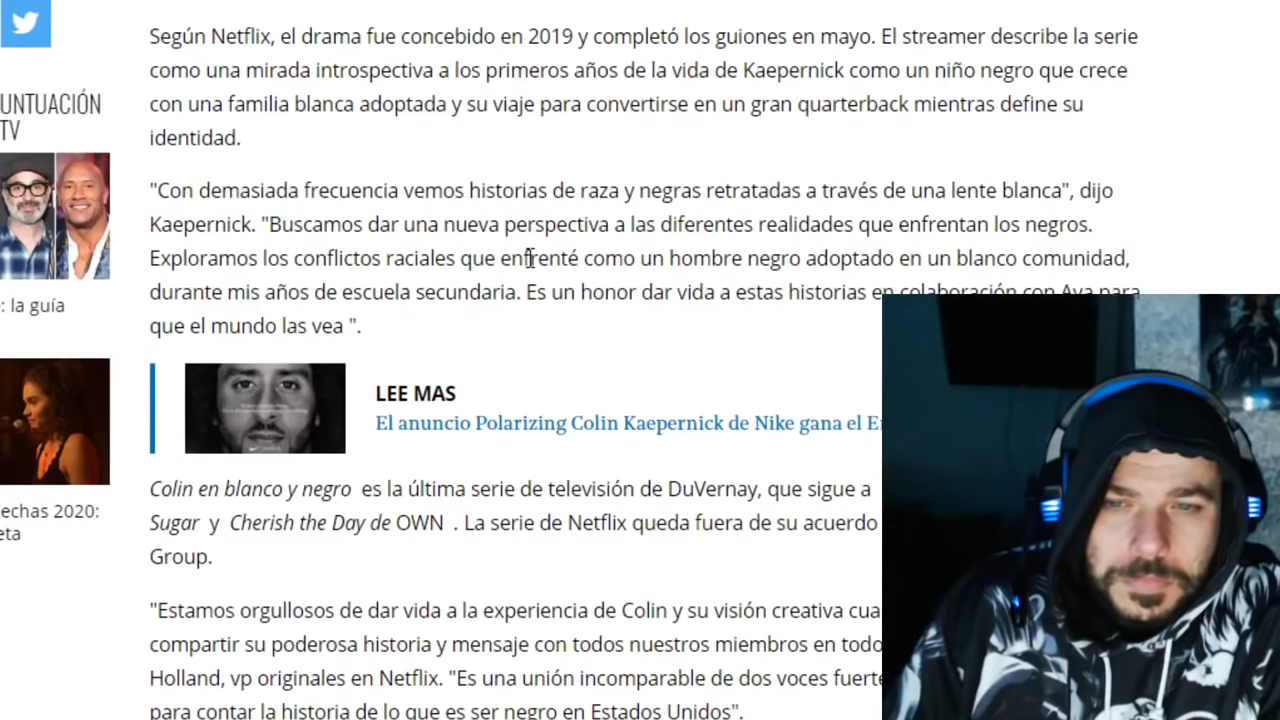 Según Netflix, el drama fue concebido en 2019 y completó los guiones en mayo. El streamer describe la serie
como una mirada introspectiva a los primeros años de la vida de Kaepernick como un niño negro que crece
con una familia blanca adoptada y su viaje para convertirse en un gran quarterback mientras define su
identidad.
UNTUACIÓN
TV
"Con demasiada frecuencia vemos historias de raza y negras retratadas a través de una lente blanca", dijo
Kaepernick. "Buscamos dar una nueva perspectiva a las diferentes realidades que enfrentan los negros.
Exploramos los conflictos raciales que enfrenté como un hombre negro adoptado en un blanco comunidad,
durante mis años de escuela secundaria. Es un honor dar vida a estas historias en colaboración con Ava para
que el mundo las vea ".
: la guía
LEE MAS
El anuncio Polarizing Colin Kaepernick de Nike gana el E
Colin en blanco y negro es la última serie de televisión de DuVernay, que sigue a
Sugar y Cherish the Day de OWN . La serie de Netflix queda fuera de su acuerdo
Group.
echas 2020:
eta
"Estamos orgullosos de dar vida a la experiencia de Colin y su visión creativa cua
compartir su poderosa historia y mensaje con todos nuestros miembros en todo
Holland, vp originales en Netflix. "Es una unión incomparable de dos voces fuerte
para contar la historia de lo que es ser negro en Estados Unidos".